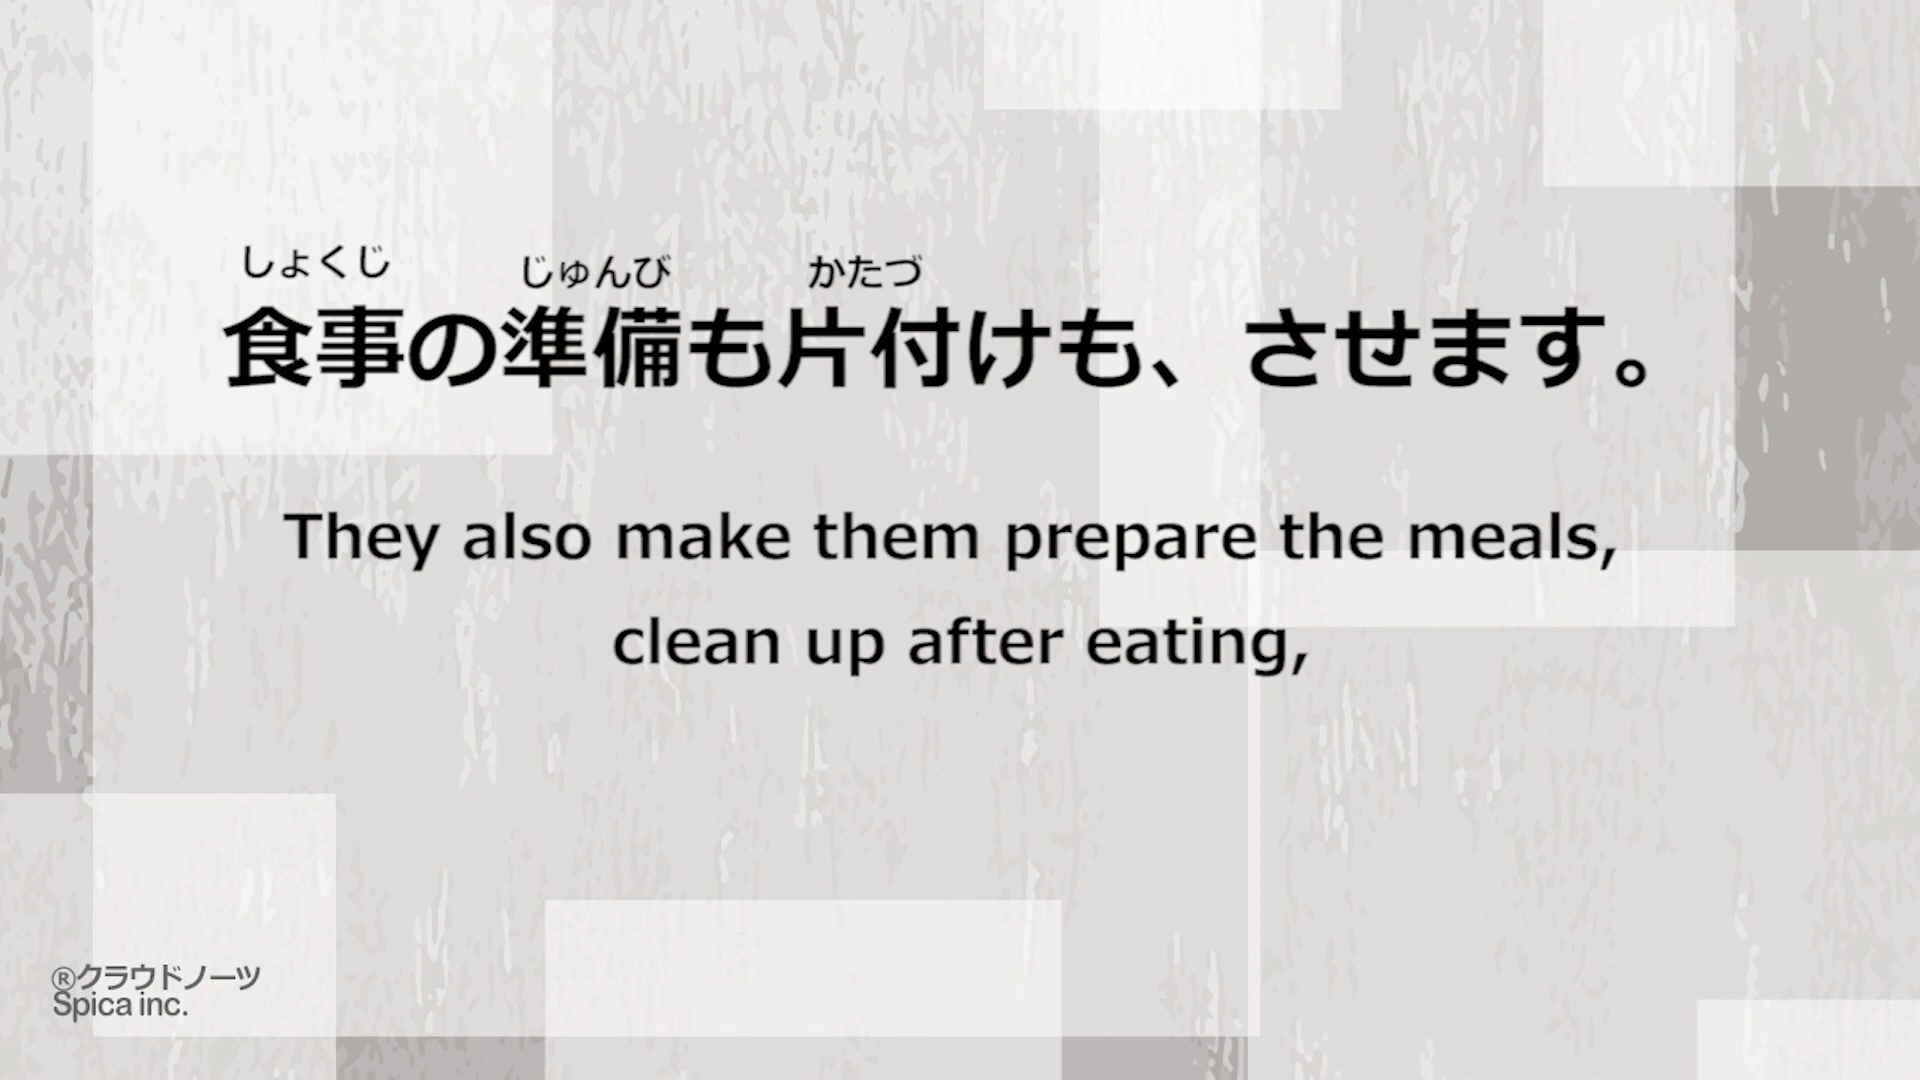 しょくじ じゅんび かたづ
食事の準備も片付けも、させます。
They also make them prepare the meals,
clean up after eating,
®クラウドノーツ
Spica inc.